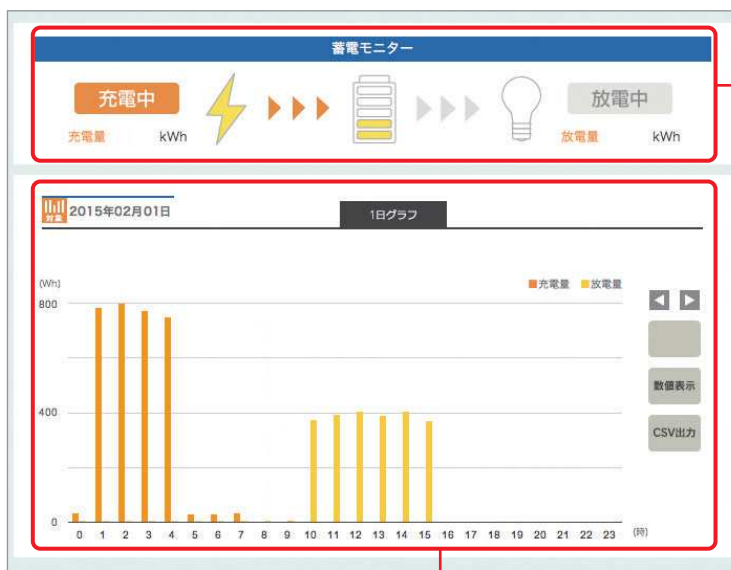 蓄電モニター
充電中 放電中
充電量 kWh 放電量 kWh
対象 2015年02月01日 1日グラフ
(Wh) ■充電量 ■放電量
800
数値表示
400
CSV出力
0
0 1 2 3 4 5 6 7 8 9 10 11 12 13 14 15 16 17 18 19 20 21 22 23 (時)